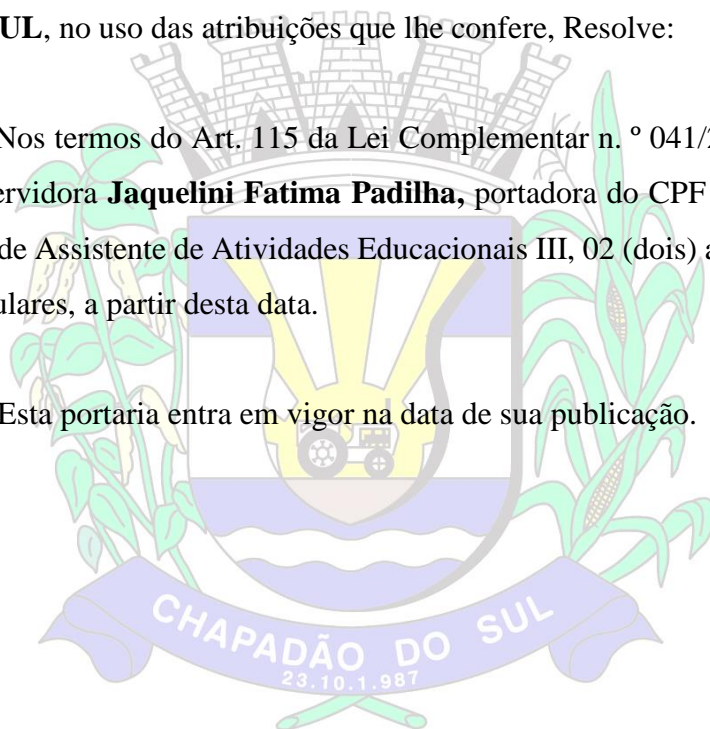 UL, no uso das atribuições que lhe confere, Resolve:
Nos termos do Art. 115 da Lei Complementar n. º 041/2
ervidora Jaquelini Fatima Padilha, portadora do CPF
de Assistente de Atividades Educacionais III, 02 (dois) a
ulares, a partir desta data.
Esta portaria entra em vigor na data de sua publicação.
CHAPADÃO DO SUL
23.10.1.987